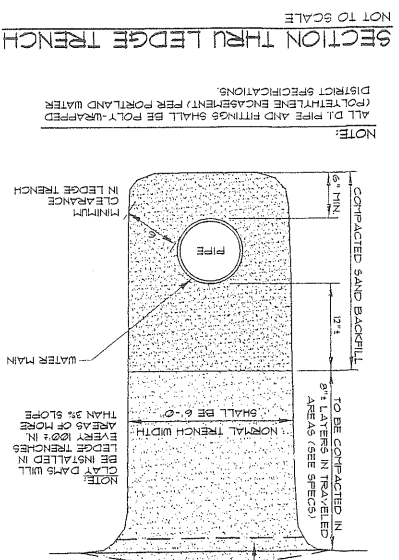 TO BE COMPACTED IN
8"± LAYERS IN TRAVELED
AREAS (SEE SPECS)
NOTE:
CLAY DAMS WILL
BE INSTALLED IN
LEDGE TRENCHES
EVERY 100'± IN
AREAS OF MORE
THAN 3% SLOPE
NORMAL TRENCH WIDTH
SHALL BE 6'-0"
WATER MAIN
12"±
COMPACTED SAND BACKFILL
PIPE
6"
6" MIN.
MINIMUM
CLEARANCE
IN LEDGE TRENCH
NOTE:
ALL D.I. PIPE AND FITTINGS SHALL BE POLY-WRAPPED
(POLYETHYLENE ENCASEMENT) PER PORTLAND WATER
DISTRICT SPECIFICATIONS.
SECTION THRU LEDGE TRENCH
NOT TO SCALE